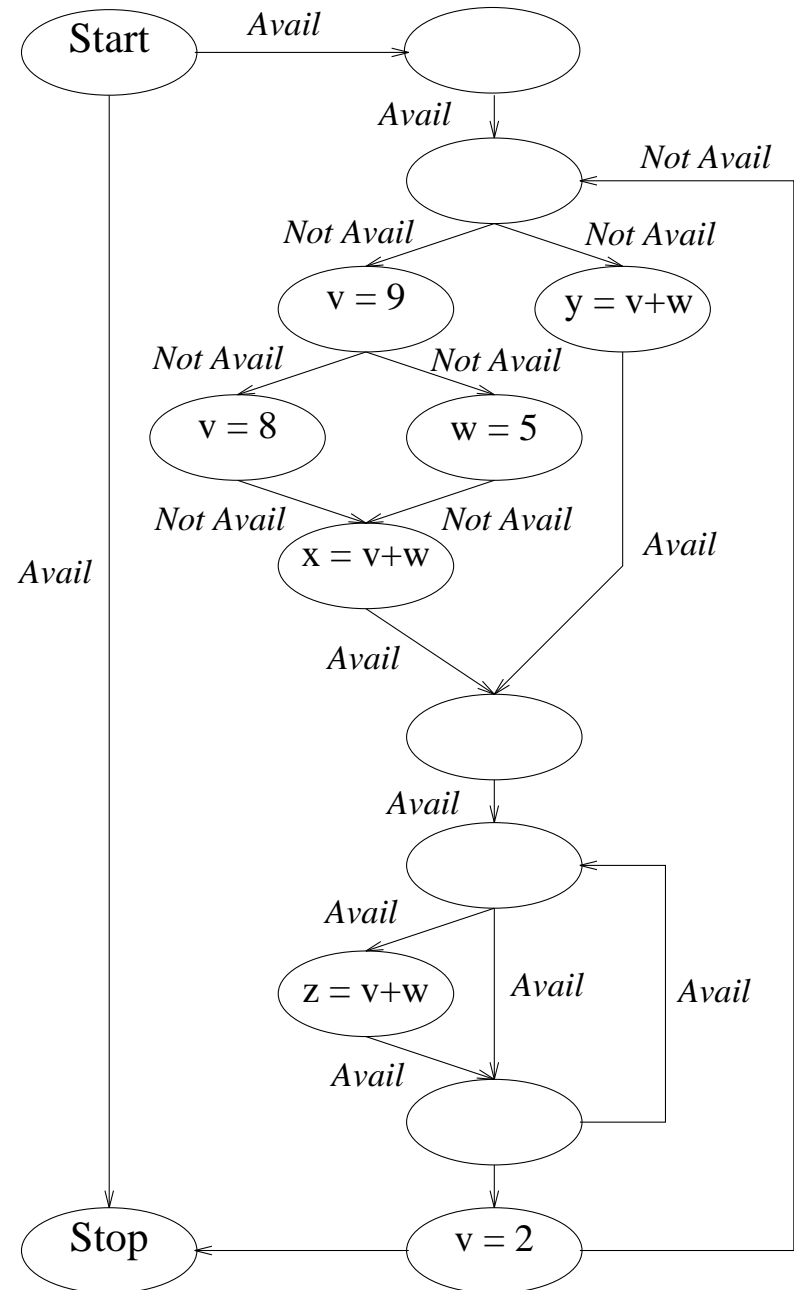 Start
Avail
Avail
Not Avail
Not Avail
Not Avail
v = 9
y = v+w
Not Avail
Not Avail
v = 8
w = 5
Not Avail
Not Avail
x = v+w
Avail
Avail
Avail
Avail
Avail
z = v+w
Avail
Avail
Avail
Stop
v = 2